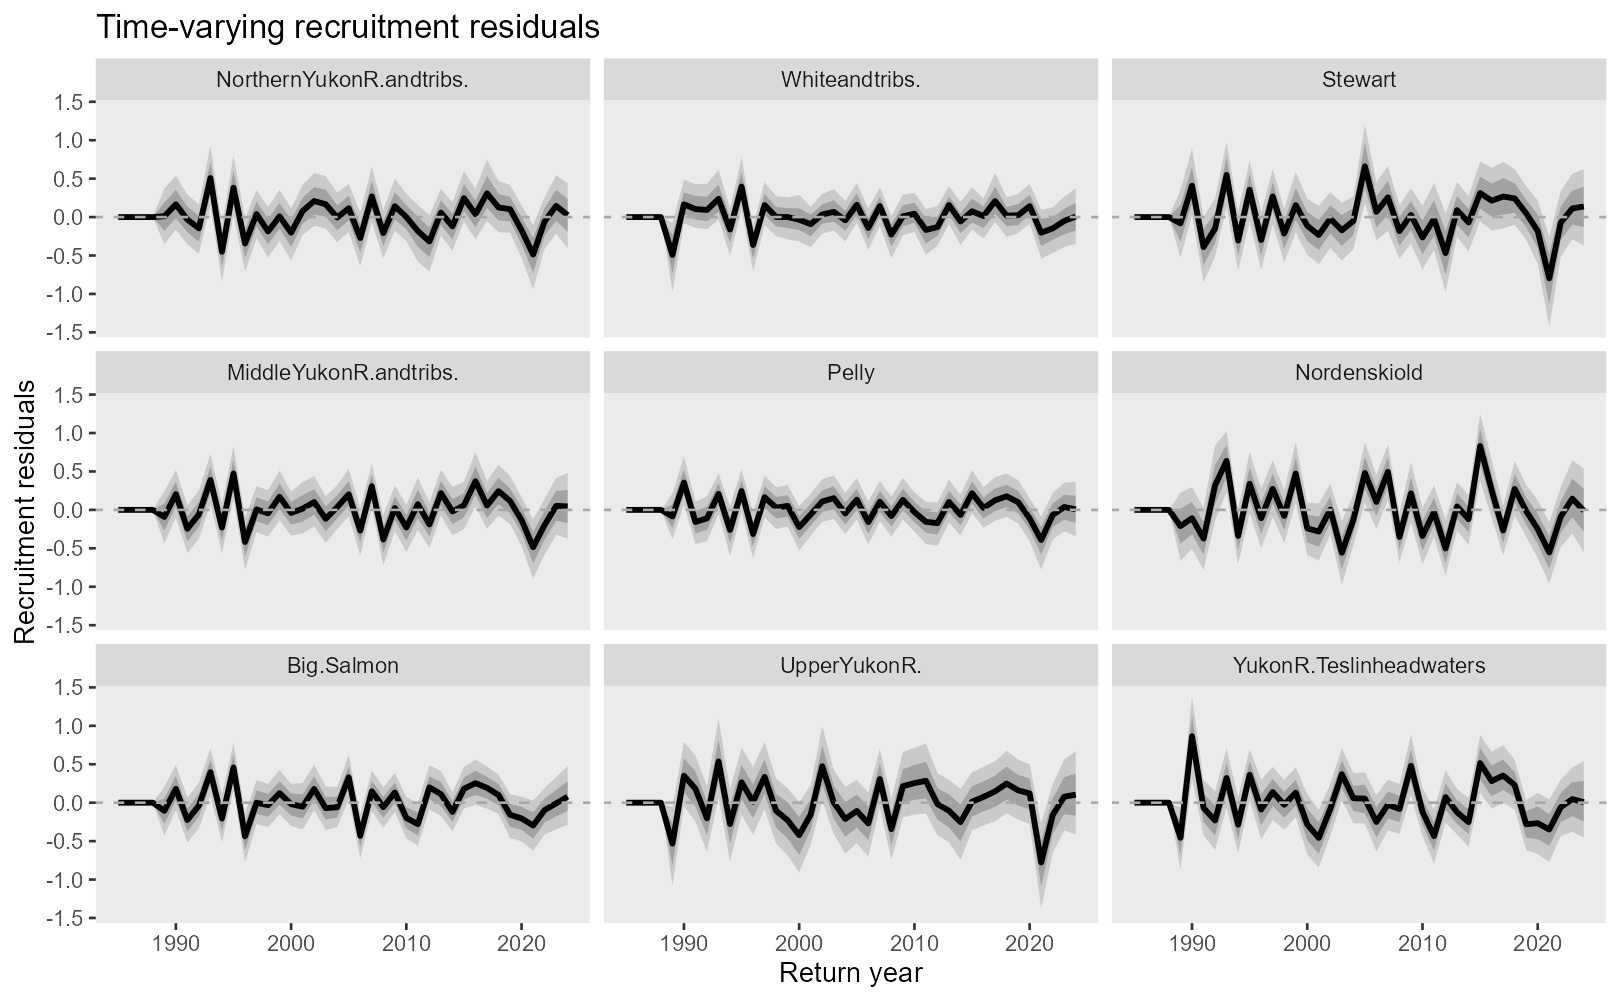 Time-varying recruitment residuals
NorthernYukonR.andtribs.
Whiteandtribs.
Stewart
1.5
1.0
0.5
0.0
-0.5
-1.0
-1.5
MiddleYukonR.andtribs.
Pelly
Nordenskiold
1.5
1.0
0.5
0.0
-0.5
-1.0
-1.5
Recruitment residuals
Big.Salmon
UpperYukonR.
YukonR.Teslinheadwaters
1.5
1.0
0.5
0.0
-0.5
-1.0
-1.5
1990 2000 2010 2020
1990 2000 2010 2020
1990 2000 2010 2020
Return year